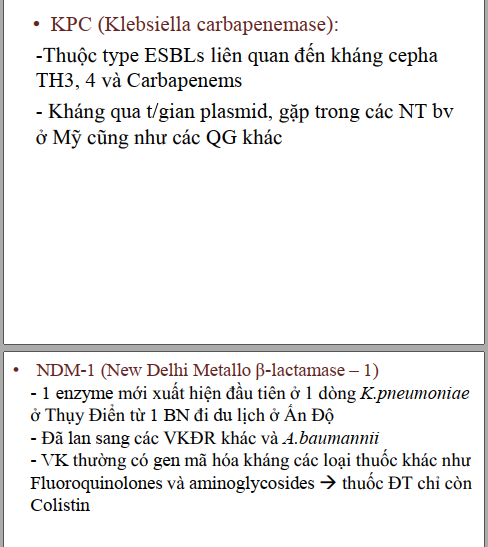 • KPC (Klebsiella carbapenemase):
-Thuộc type ESBLs liên quan đến kháng cepha
TH3, 4 và Carbapenems
- Kháng qua t/gian plasmid, gặp trong các NT bv
ở Mỹ cũng như các QG khác
• NDM-1 (New Delhi Metallo β-lactamase – 1)
- 1 enzyme mới xuất hiện đầu tiên ở 1 dòng K.pneumoniae
ở Thụy Điển từ 1 BN đi du lịch ở Ấn Độ
- Đã lan sang các VKĐR khác và A.baumannii
- VK thường có gen mã hóa kháng các loại thuốc khác như
Fluoroquinolones và aminoglycosides → thuốc ĐT chỉ còn
Colistin